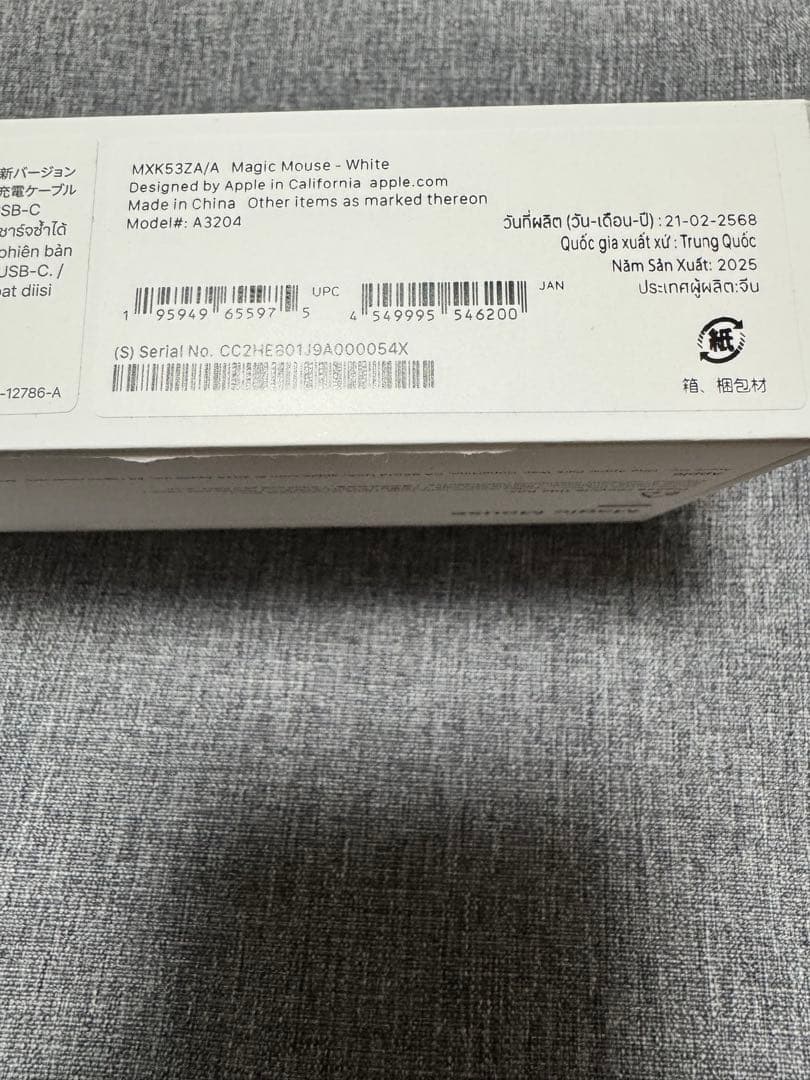 新バージョン
充電ケーブル
SB-C
ชาร์จซ้ำได้
phiên bản
USB-C. /
pat diisi
-12786-A
MXK53ZA/A Magic Mouse - White
Designed by Apple in California apple.com
Made in China Other items as marked thereon
Model#: A3204
วันที่ผลิต (วัน-เดือน-ปี) : 21-02-2568
Quốc gia xuất xứ : Trung Quốc
Năm Sản Xuất: 2025
ประเทศผู้ผลิต:จีน
UPC
1 95949 65597 5
JAN
4 549995 546200
(S) Serial No. CC2HE801J9A000054X
紙
箱、梱包材
Magic Mouse